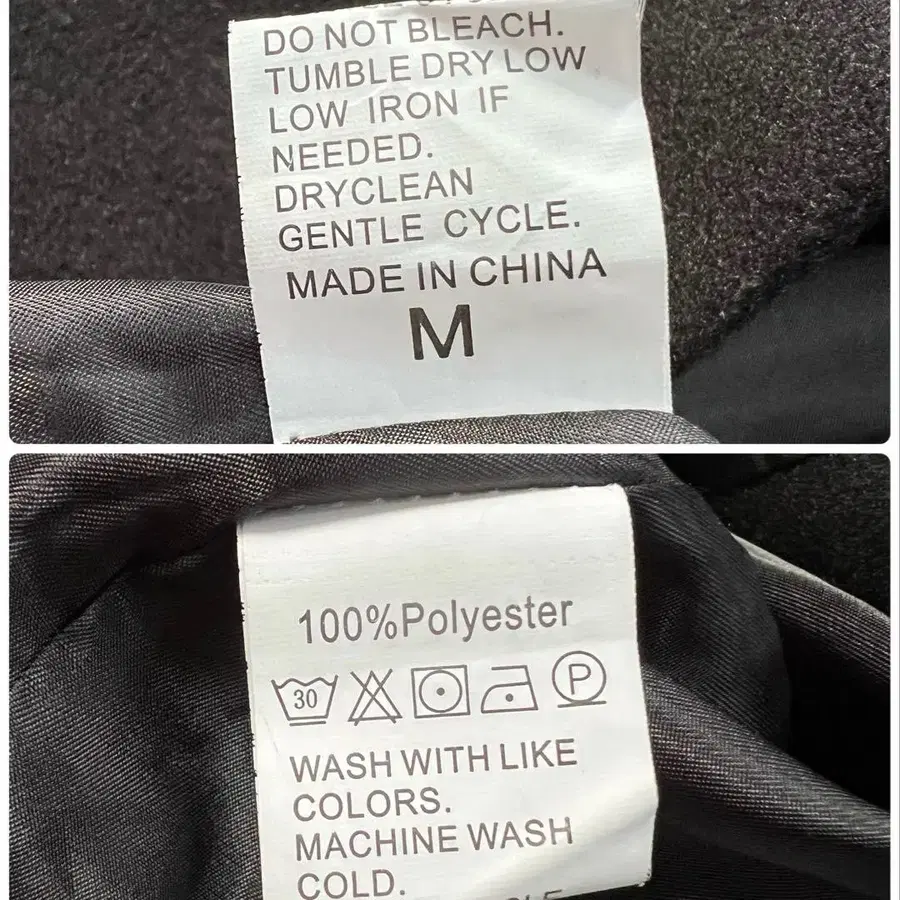 DO NOT BLEACH.
TUMBLE DRY LOW
LOW IRON IF
NEEDED.
DRYCLEAN
GENTLE CYCLE.
MADE IN CHINA
M
100%Polyester
30 P
WASH WITH LIKE
COLORS.
MACHINE WASH
COLD.